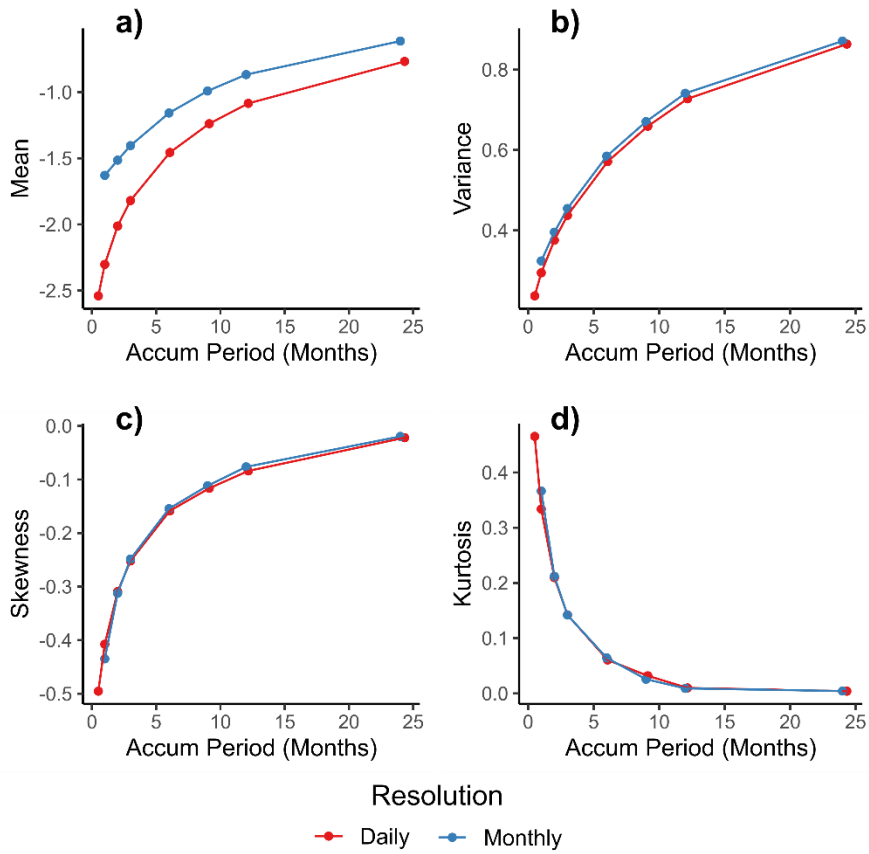 a)
Mean
-1.0
-1.5
-2.0
-2.5
0 5 10 15 20 25
Accum Period (Months)
b)
Variance
0.8
0.6
0.4
0 5 10 15 20 25
Accum Period (Months)
c)
Skewness
0.0
-0.1
-0.2
-0.3
-0.4
-0.5
0 5 10 15 20 25
Accum Period (Months)
d)
Kurtosis
0.4
0.3
0.2
0.1
0.0
0 5 10 15 20 25
Accum Period (Months)
Resolution
Daily Monthly